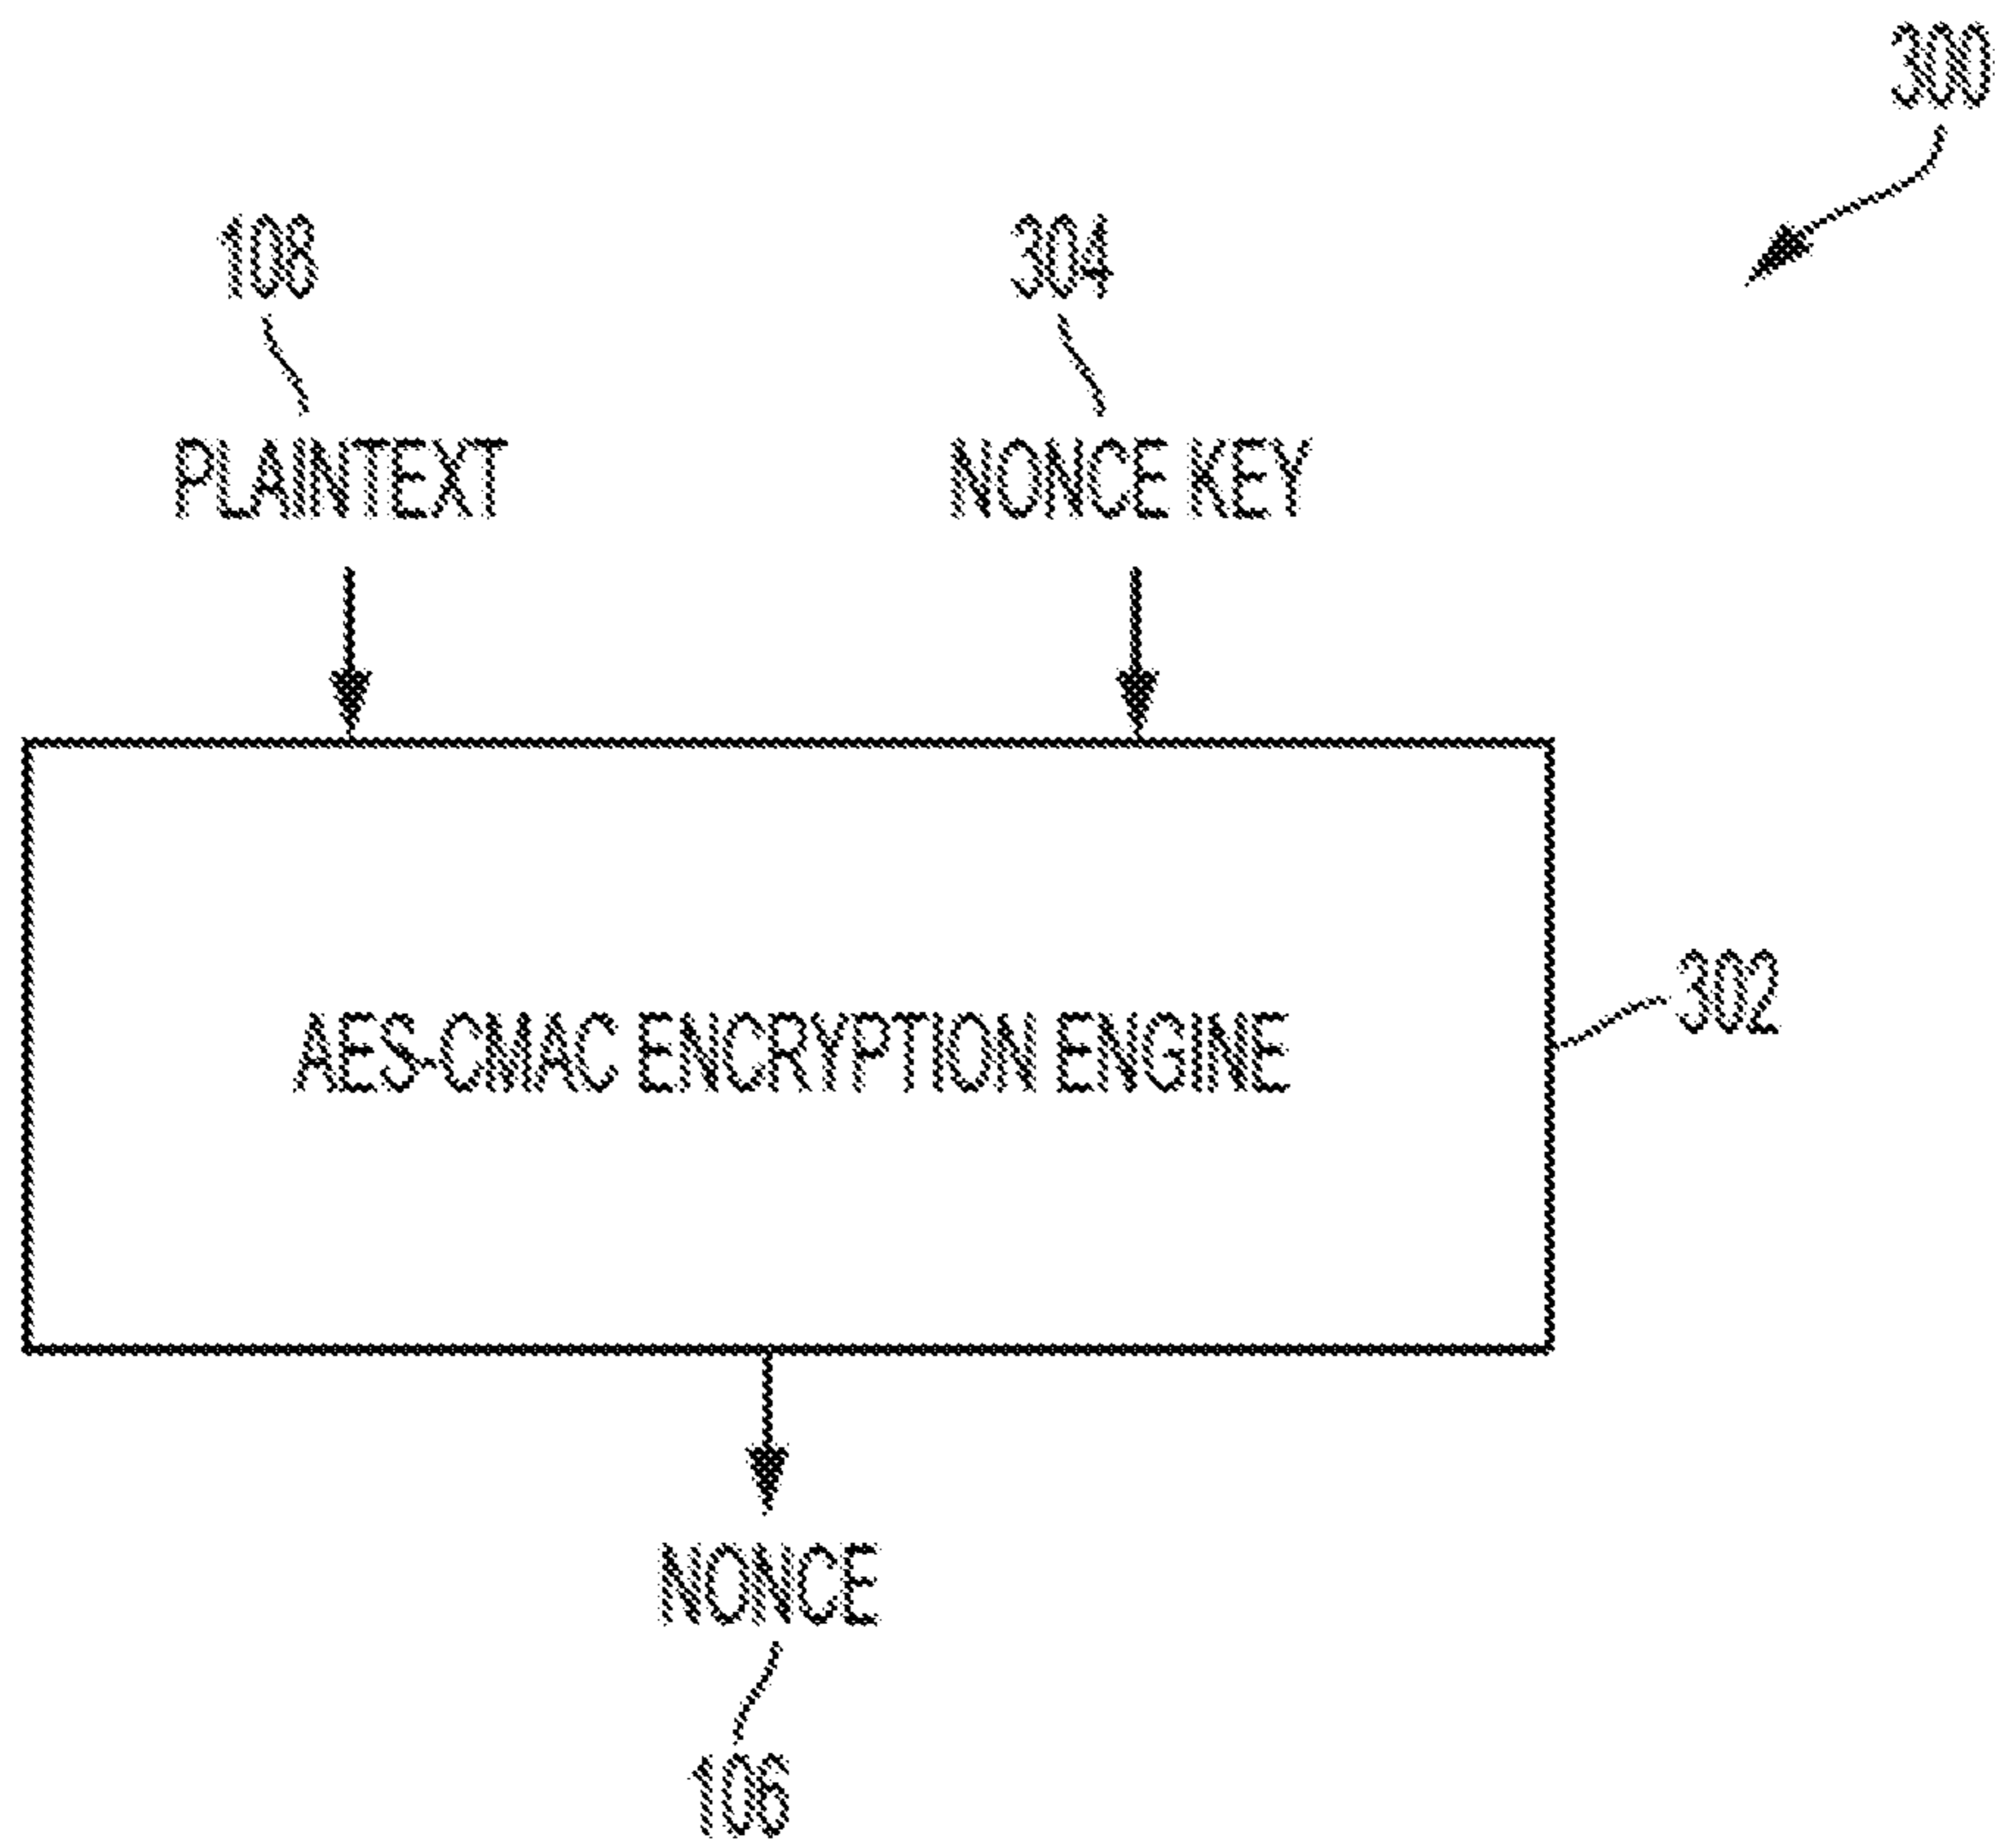 300
108
304
PLAINTEXT
NONCE KEY
AES-CMAC ENCRYPTION ENGINE
302
NONCE
106